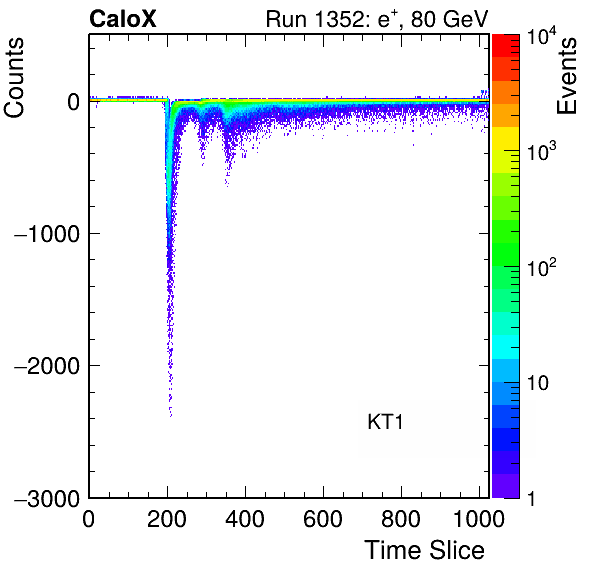 CaloX Run 1352: e⁺, 80 GeV
Counts
Events
0
−1000
−2000
−3000
0 200 400 600 800 1000
Time Slice
KT1
10⁴
10³
10²
10
1